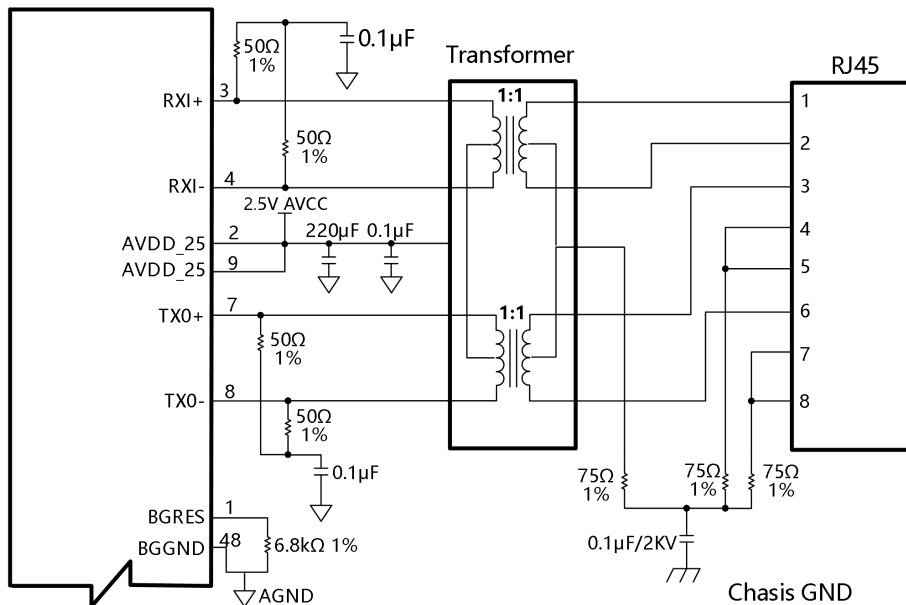 50Ω
1%
0.1μF
Transformer
RJ45
3
RXI+
1:1
1
50Ω
1%
2
RXI-
4
3
2.5V AVCC
4
AVDD_25
2
220μF
0.1μF
AVDD_25
9
5
TX0+
7
1:1
6
50Ω
1%
7
TX0-
8
8
50Ω
1%
0.1μF
75Ω
1%
75Ω
1%
75Ω
1%
BGRES
1
BGGND
48
6.8kΩ 1%
0.1μF/2KV
AGND
Chasis GND